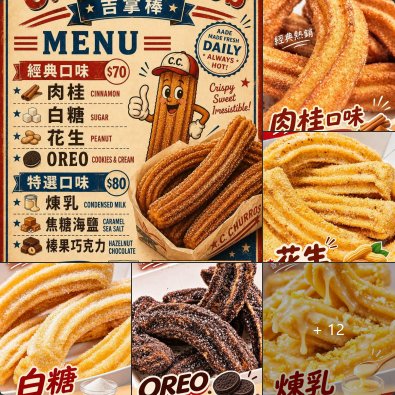 吉拿棒
MENU
AADE
MADE FRESH
DAILY
• ALWAYS •
HOT!
經典口味 $70
肉桂 CINNAMON
白糖 SUGAR
花生 PEANUT
OREO COOKIES & CREAM
特選口味 $80
煉乳 CONDENSED MILK
焦糖海鹽 CARAMEL SEA SALT
榛果巧克力 HAZELNUT CHOCOLATE
C.C.
Crispy
Sweet
Irresistible!
C.C. CHURROS
經典熱銷
肉桂口味
花生
白糖
OREO
煉乳
+ 12